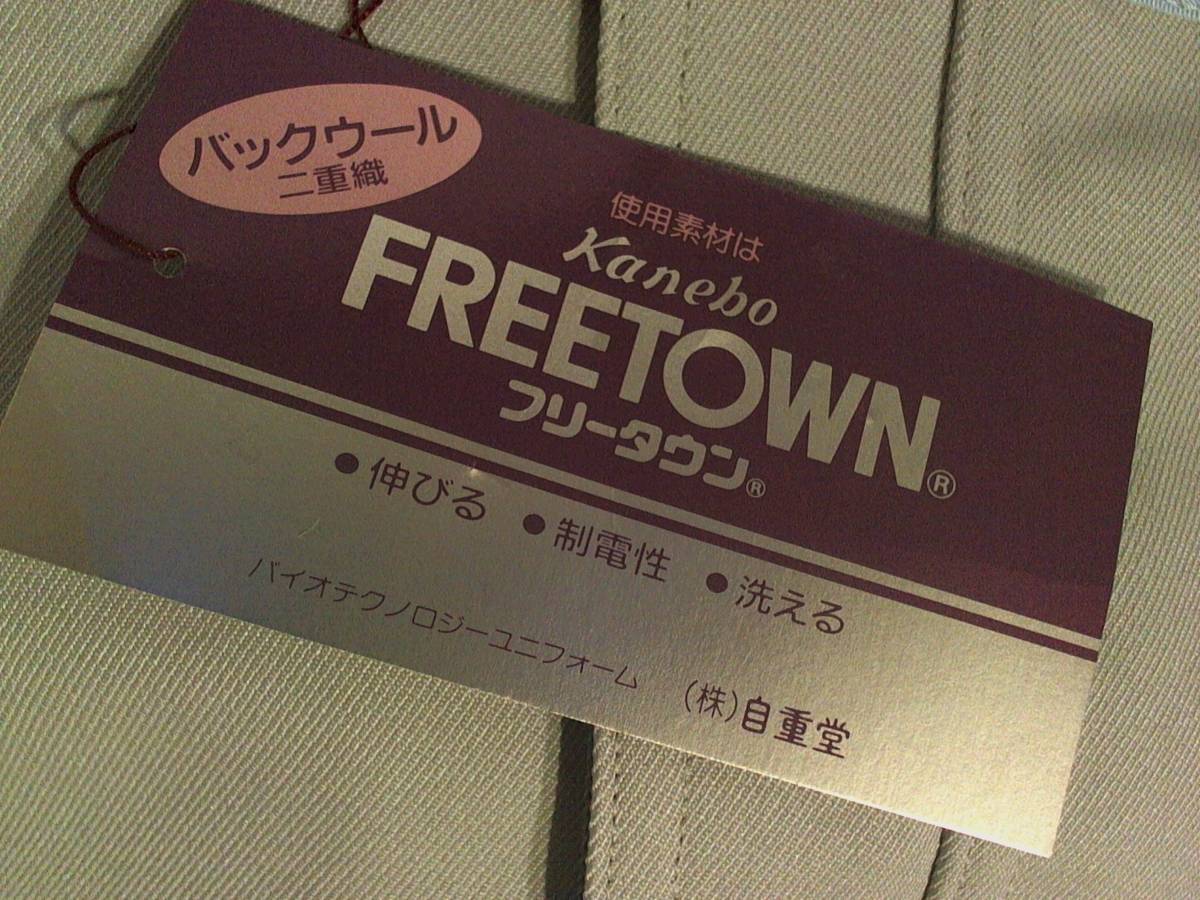 バックウール
二重織
使用素材は
Kanebo
FREETOWN®
フリータウン®
●伸びる ●制電性 ●洗える
バイオテクノロジーユニフォーム (株)自重堂